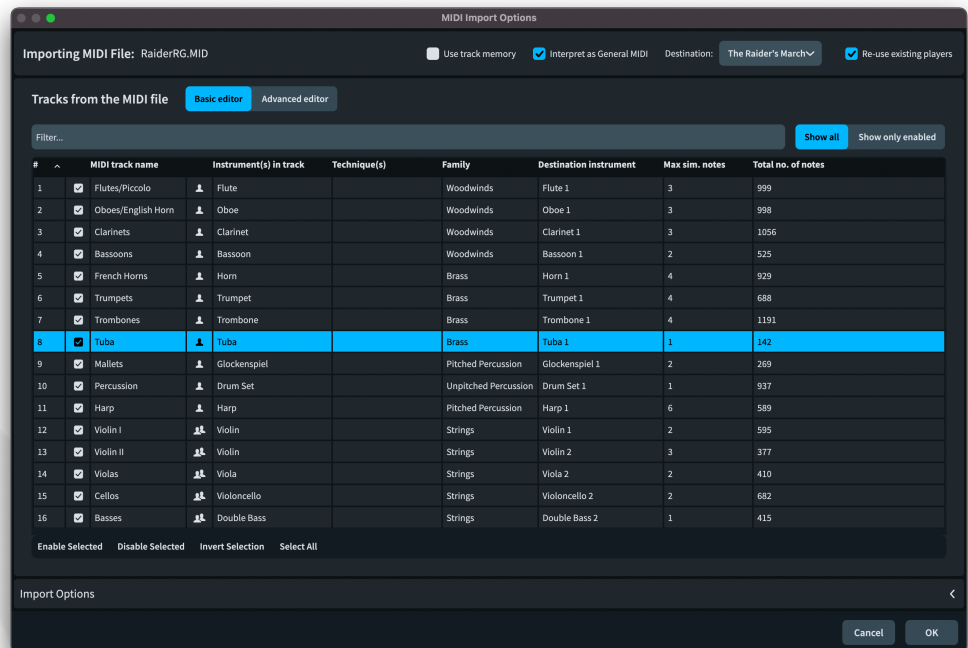 MIDI Import Options
Importing MIDI File: RaiderRG.MID Use track memory Interpret as General MIDI Destination: The Raider's March Re-use existing players
Tracks from the MIDI file Basic editor Advanced editor
Filter... Show all Show only enabled
# MIDI track name Instrument(s) in track Technique(s) Family Destination instrument Max sim. notes Total no. of notes
1 Flutes/Piccolo Flute Woodwinds Flute 1 3 999
2 Oboes/English Horn Oboe Woodwinds Oboe 1 3 998
3 Clarinets Clarinet Woodwinds Clarinet 1 3 1056
4 Bassoons Bassoon Woodwinds Bassoon 1 2 525
5 French Horns Horn Brass Horn 1 4 929
6 Trumpets Trumpet Brass Trumpet 1 4 688
7 Trombones Trombone Brass Trombone 1 4 1191
8 Tuba Tuba Brass Tuba 1 1 142
9 Mallets Glockenspiel Pitched Percussion Glockenspiel 1 2 269
10 Percussion Drum Set Unpitched Percussion Drum Set 1 1 937
11 Harp Harp Pitched Percussion Harp 1 6 589
12 Violin I Violin Strings Violin 1 2 595
13 Violin II Violin Strings Violin 2 3 377
14 Violas Viola Strings Viola 2 2 410
15 Cellos Violoncello Strings Violoncello 2 2 682
16 Basses Double Bass Strings Double Bass 2 1 415
Enable Selected Disable Selected Invert Selection Select All
Import Options
Cancel OK